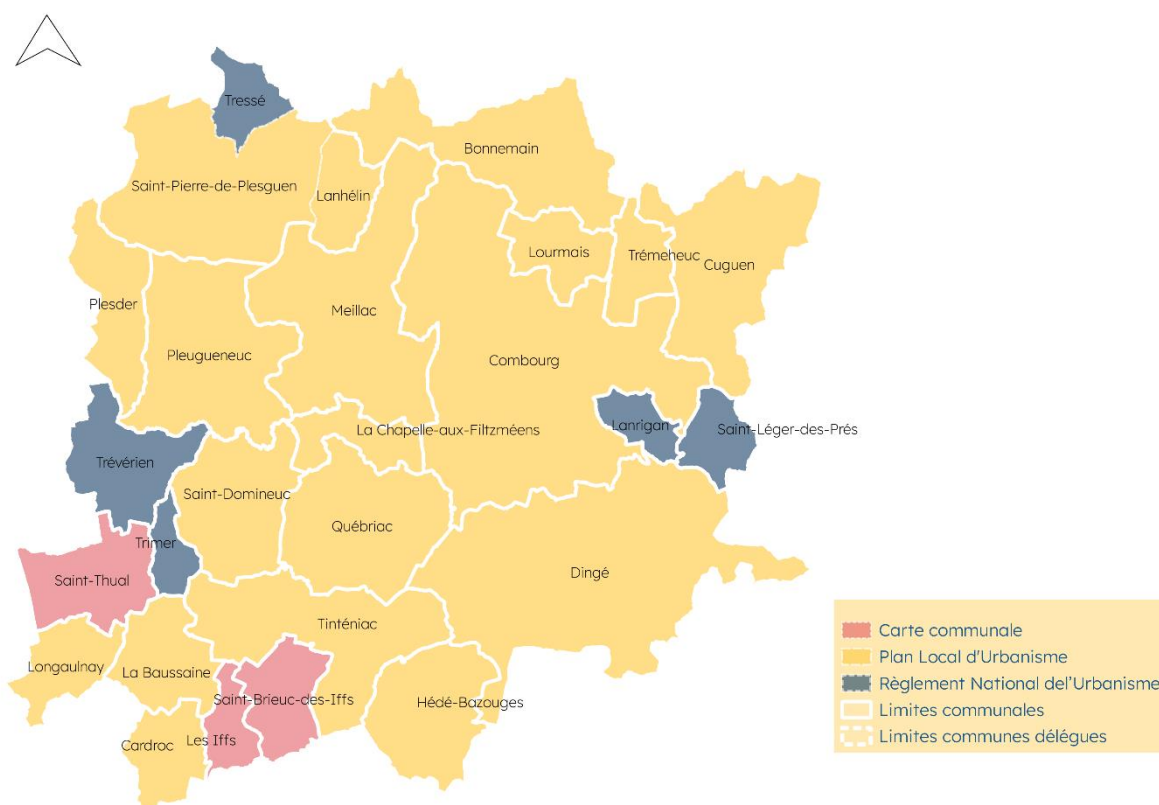 Tressé
Bonnemain
Saint-Pierre-de-Plesguen
Lanhélin
Lourmais
Trémeheuc
Cuguen
Plesder
Meillac
Pleugueneuc
Combourg
La Chapelle-aux-Filtzméens
Lanrigan
Saint-Léger-des-Prés
Trévérien
Saint-Domineuc
Québriac
Trimer
Saint-Thual
Dingé
Tinténiac
Longaulnay
La Baussaine
Saint-Brieuc-des-Iffs
Hédé-Bazouges
Les Iffs
Cardroc
Carte communale
Plan Local d'Urbanisme
Règlement National del'Urbanisme
Limites communales
Limites communes délégues